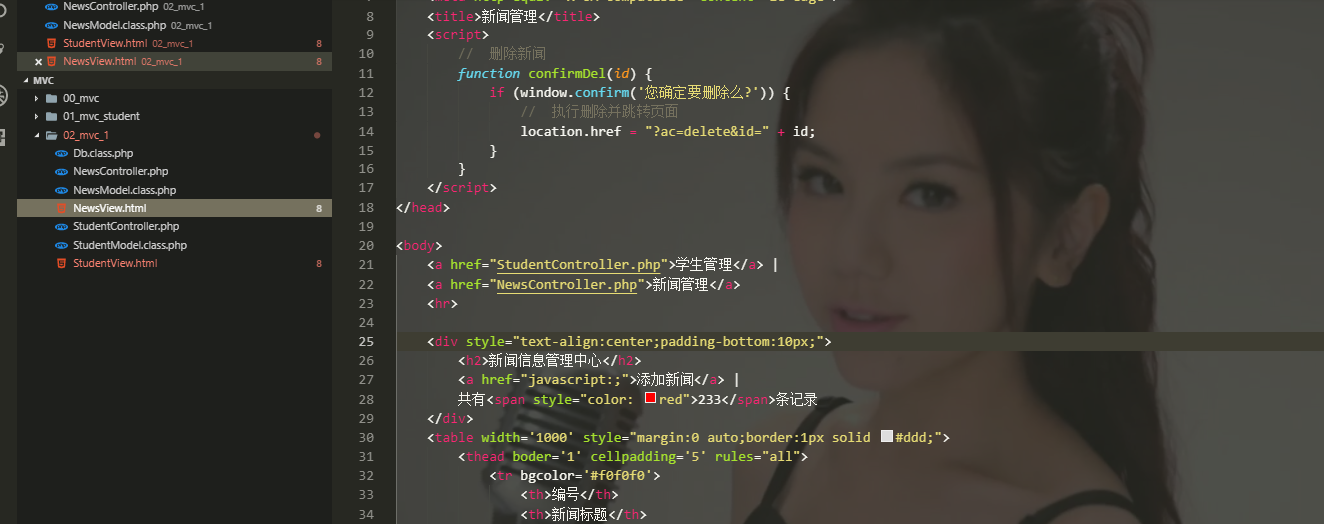 NewsController.php 02_mvc_1
NewsModel.class.php 02_mvc_1
StudentView.html 02_mvc_1 8
NewsView.html 02_mvc_1 8
MVC
00_mvc
01_mvc_student
02_mvc_1
Db.class.php
NewsController.php
NewsModel.class.php
NewsView.html 8
StudentController.php
StudentModel.class.php
StudentView.html 8
8 <title>新闻管理</title>
9 <script>
10 // 删除新闻
11 function confirmDel(id) {
12 if (window.confirm('您确定要删除么?')) {
13 // 执行删除并跳转页面
14 location.href = "?ac=delete&id=" + id;
15 }
16 }
17 </script>
18 </head>
19
20 <body>
21 <a href="StudentController.php">学生管理</a> |
22 <a href="NewsController.php">新闻管理</a>
23 <hr>
24
25 <div style="text-align:center;padding-bottom:10px;">
26 <h2>新闻信息管理中心</h2>
27 <a href="javascript:;">添加新闻</a> |
28 共有<span style="color: red">233</span>条记录
29 </div>
30 <table width='1000' style="margin:0 auto;border:1px solid #ddd;">
31 <thead boder='1' cellpadding='5' rules="all">
32 <tr bgcolor='#f0f0f0'>
33 <th>编号</th>
34 <th>新闻标题</th>